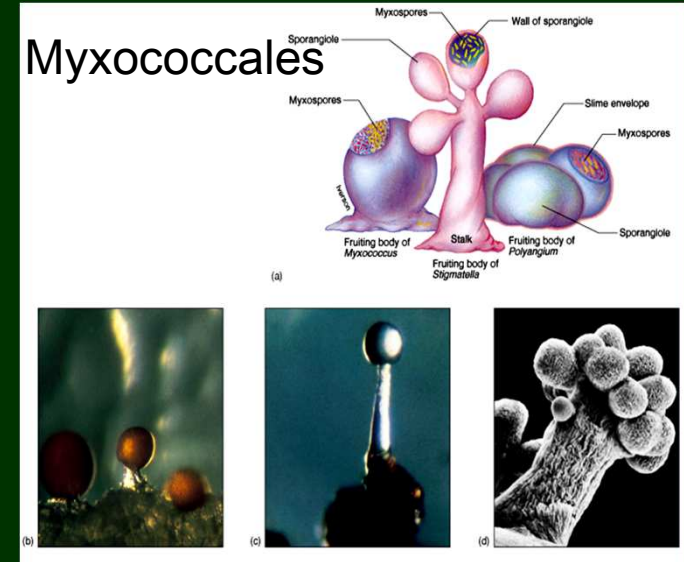 Myxococcales
Myxospores
Wall of sporangiole
Sporangiole
Myxospores
Slime envelope
Myxospores
Sporangiole
Iverson
Stalk
Fruiting body of
Myxococcus
Fruiting body of
Stigmatella
Fruiting body of
Polyangium
(a)
(b)
(c)
(d)